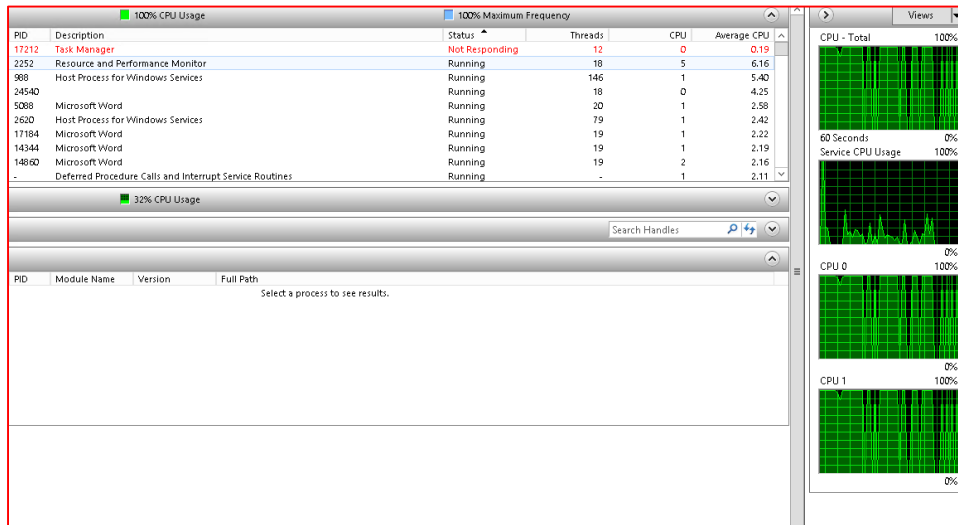 100% CPU Usage 100% Maximum Frequency
PID Description Status Threads CPU Average CPU
17212 Task Manager Not Responding 12 0 0.19
2252 Resource and Performance Monitor Running 18 5 6.16
988 Host Process for Windows Services Running 146 1 5.40
24540 Running 18 0 4.25
5088 Microsoft Word Running 20 1 2.58
2620 Host Process for Windows Services Running 79 1 2.42
17184 Microsoft Word Running 19 1 2.22
14344 Microsoft Word Running 19 1 2.19
14860 Microsoft Word Running 19 2 2.16
- Deferred Procedure Calls and Interrupt Service Routines Running - 1 2.11
32% CPU Usage
Search Handles
PID Module Name Version Full Path
Select a process to see results.
Views
CPU - Total 100%
60 Seconds 0%
Service CPU Usage 100%
0%
CPU 0 100%
0%
CPU 1 100%
0%